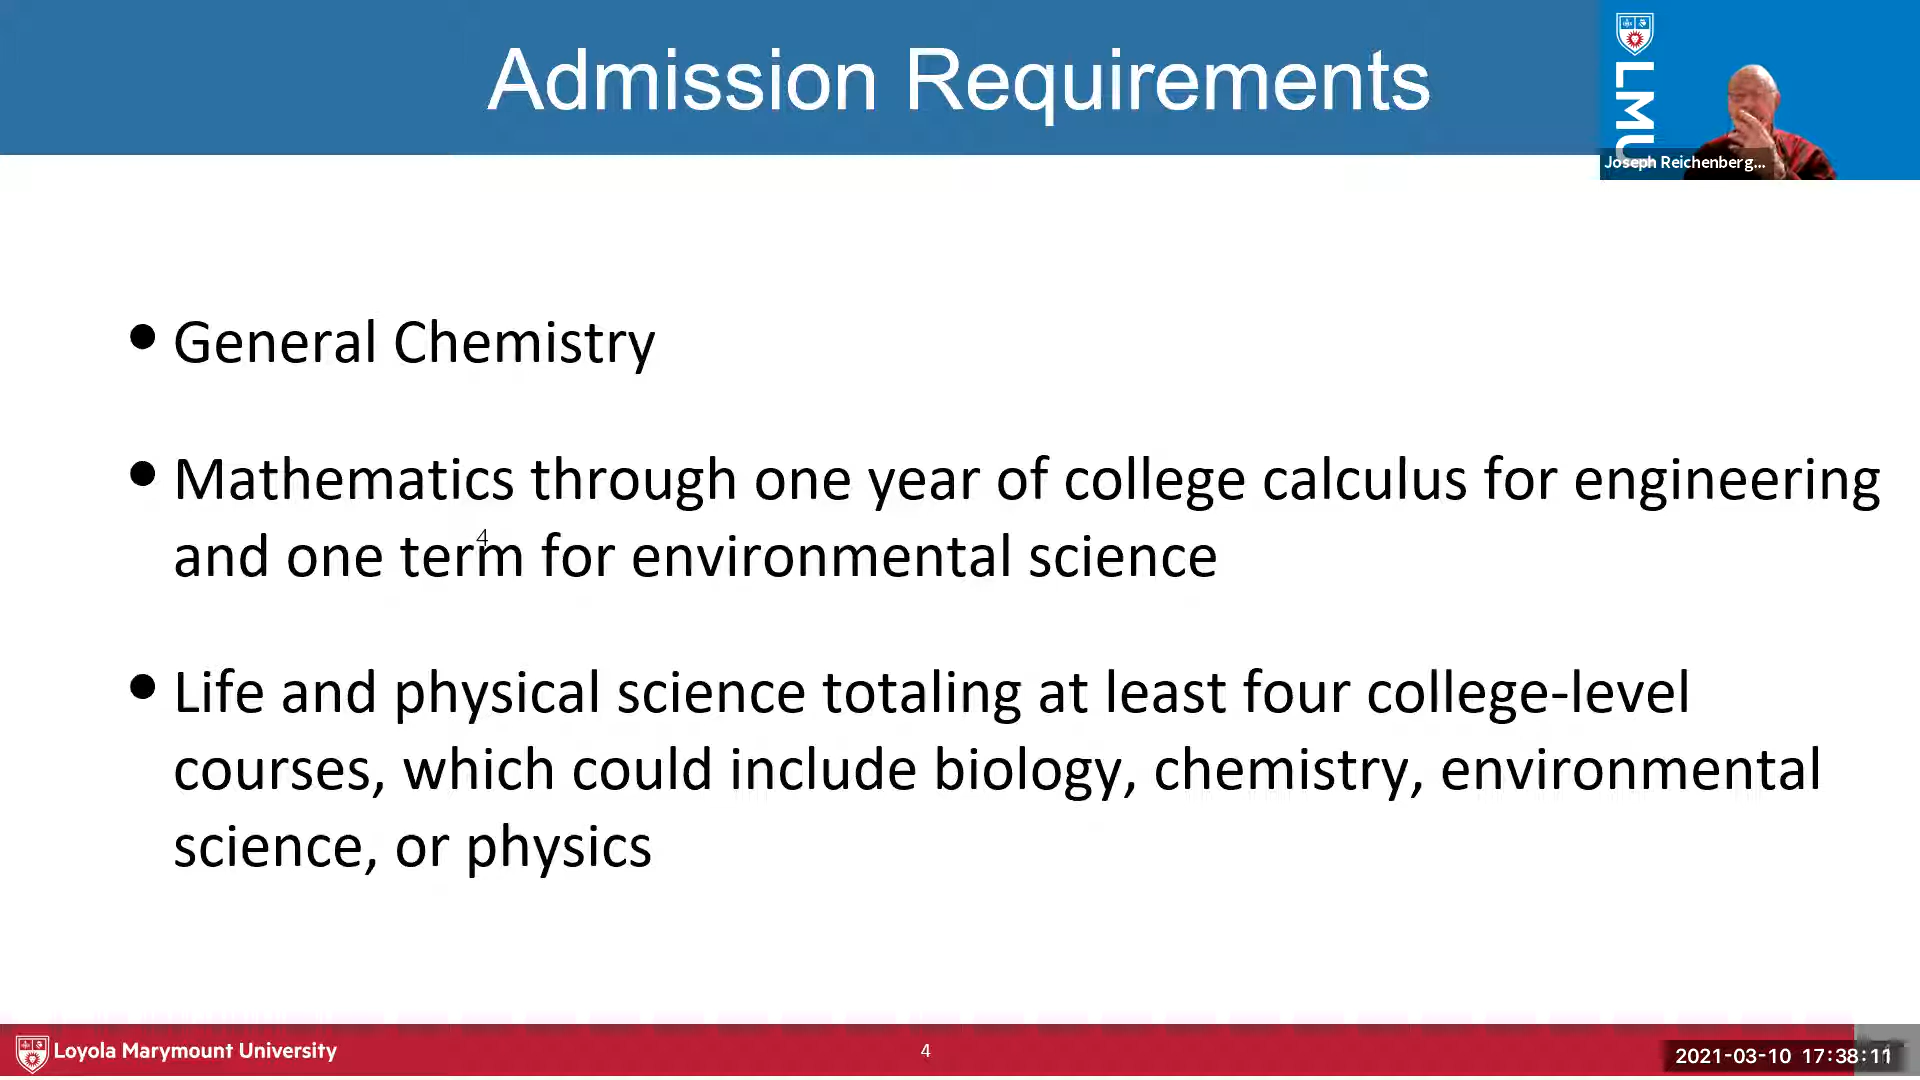 Admission Requirements
LMU
Joseph Reichenberg...
• General Chemistry
• Mathematics through one year of college calculus for engineering
and one term for environmental science
4
• Life and physical science totaling at least four college-level
courses, which could include biology, chemistry, environmental
science, or physics
Loyola Marymount University
4
2021-03-10 17:38:11